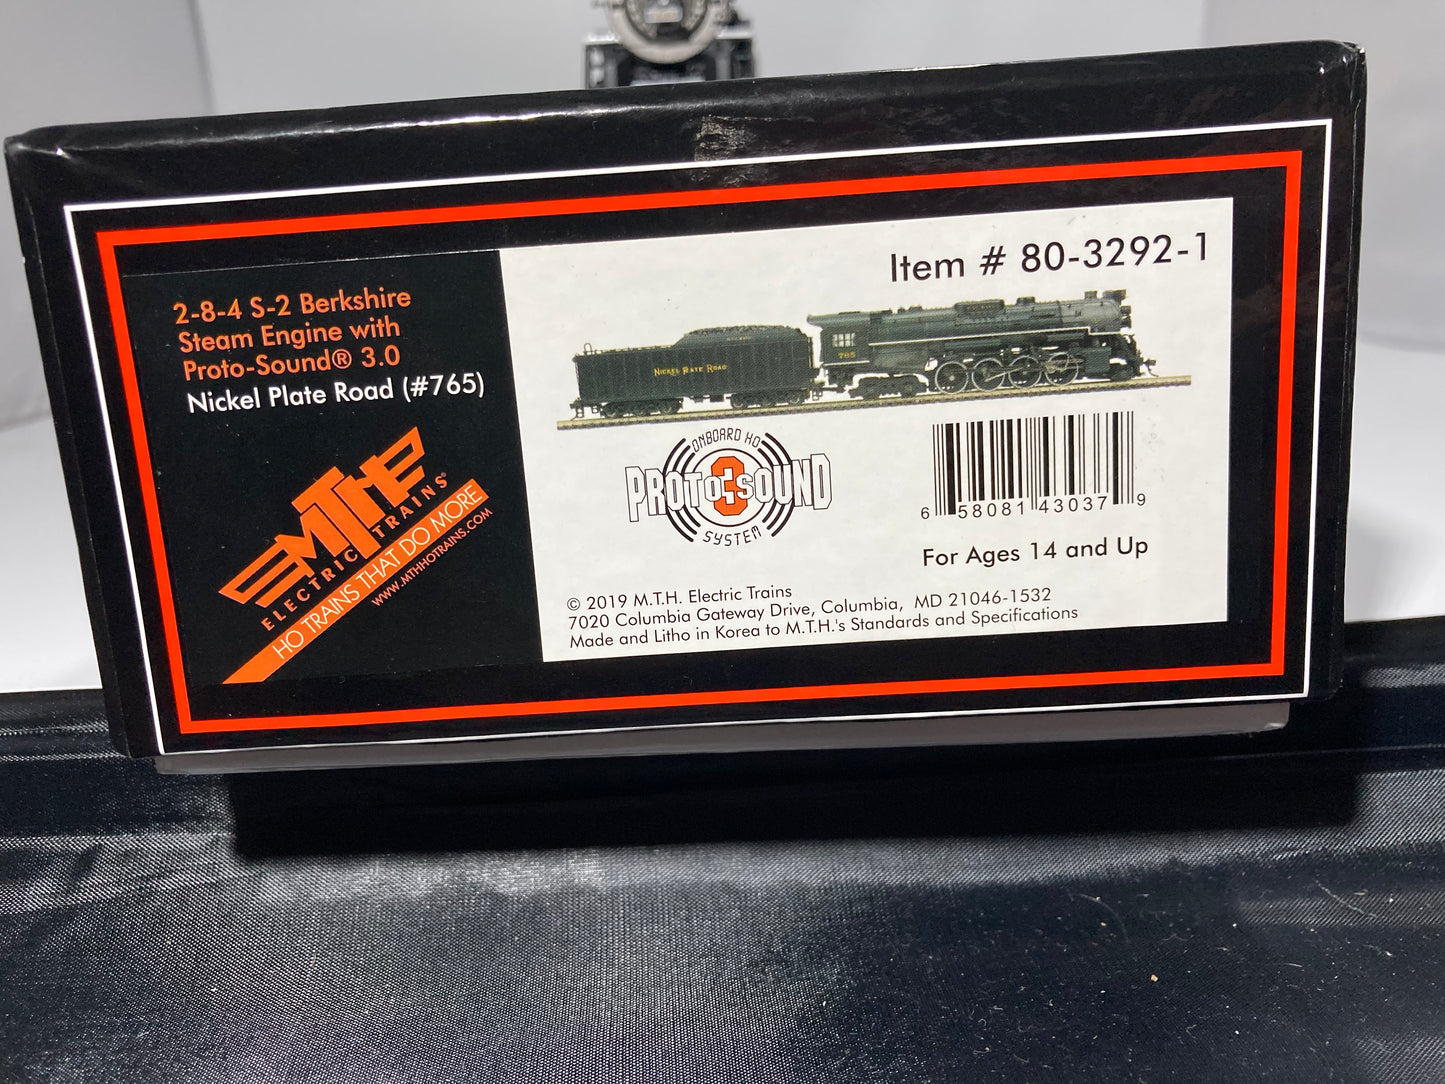 2-8-4 S-2 Berkshire
Steam Engine with
Proto-Sound® 3.0
Nickel Plate Road (#765)
MTH
ELECTRIC TRAINS®
HO TRAINS THAT DO MORE
WWW.MTHHOTRAINS.COM
Item # 80-3292-1
NICKEL PLATE ROAD
765
ONBOARD HO
PROTO SOUND
3
SYSTEM
6 58081 43037 9
For Ages 14 and Up
© 2019 M.T.H. Electric Trains
7020 Columbia Gateway Drive, Columbia, MD 21046-1532
Made and Litho in Korea to M.T.H.'s Standards and Specifications